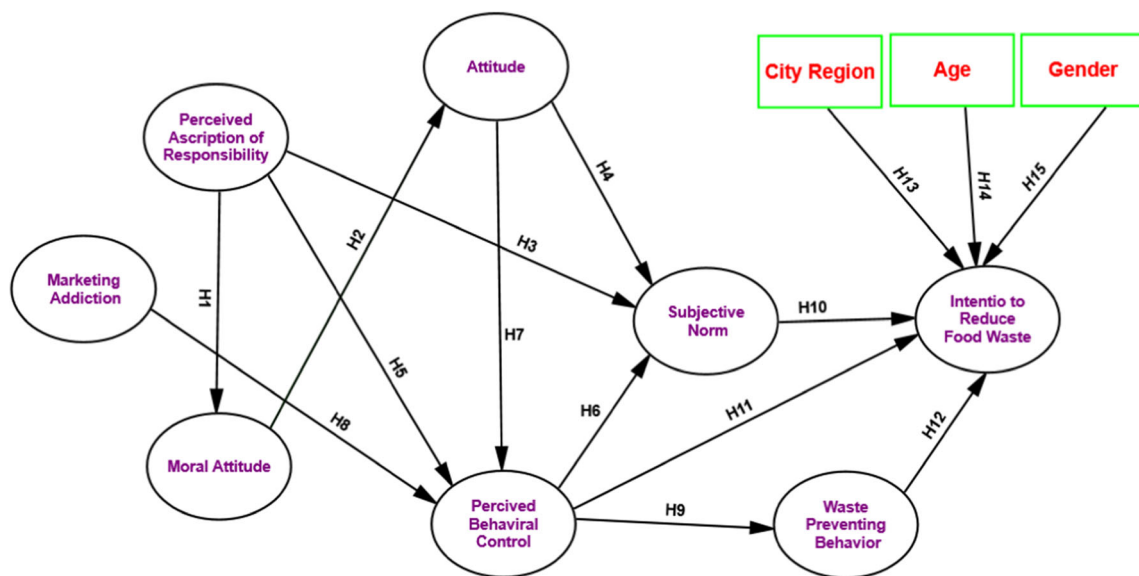 Attitude
City Region
Age
Gender
Perceived
Ascription of
Responsibility
H13
H14
H15
H4
H2
H3
Marketing
Addiction
H1
Subjective
Norm
H10
Intentio to
Reduce
Food Waste
H7
H5
H8
H6
H11
H12
Moral Attitude
Percived
Behaviral
Control
H9
Waste
Preventing
Behavior